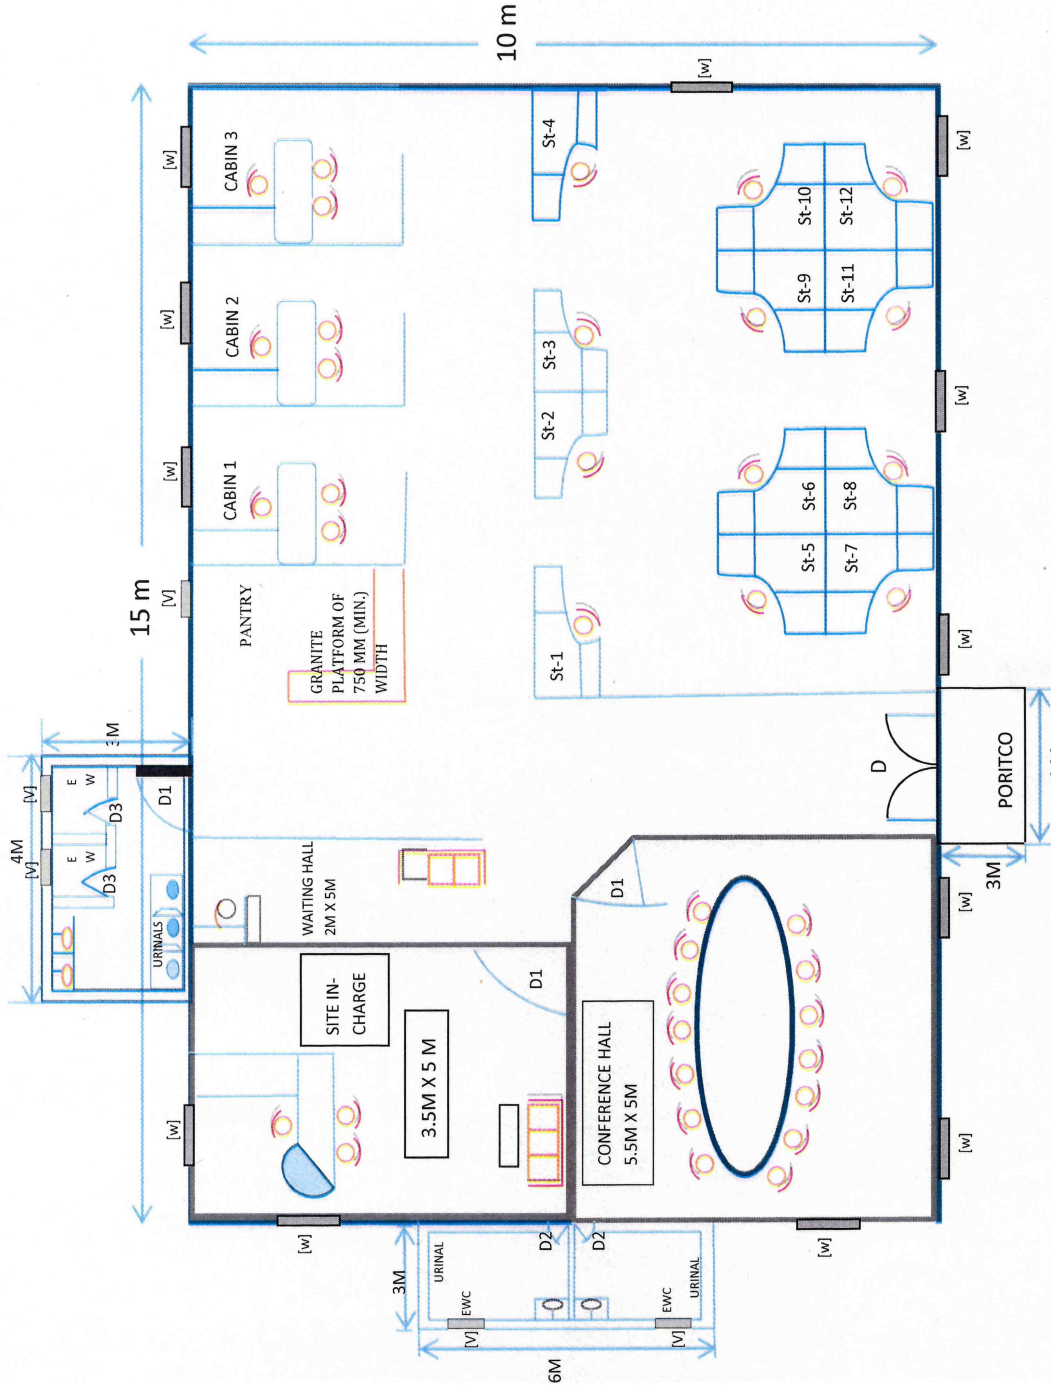 4M
[V]
[V]
3M
E
W
E
W
D3
D3
D1
URINALS
15 m
10 m
[w]
[w]
[w]
[V]
[w]
CABIN 1
CABIN 2
CABIN 3
PANTRY
GRANITE
PLATFORM OF
750 MM (MIN.)
WIDTH
WAITING HALL
2M X 5M
SITE IN-
CHARGE
3.5M X 5 M
D1
[w]
3M
6M
URINAL
EWC
[V]
D2
D2
EWC
URINAL
[V]
CONFERENCE HALL
5.5M X 5M
D1
[w]
St-1
St-2
St-3
St-4
[w]
St-5
St-6
St-7
St-8
St-9
St-10
St-11
St-12
D
PORITCO
3M
[w]
[w]
[w]
[w]
[w]